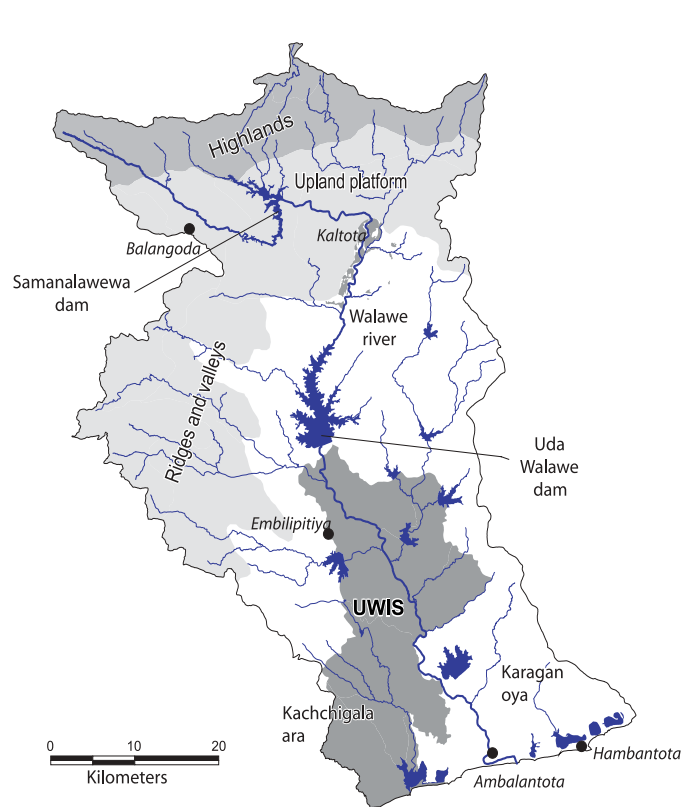 Highlands
Upland platform
Kaltota
Balangoda
Samanalawewa
dam
Walawe
river
Ridges and valleys
Uda
Walawe
dam
Embilipitiya
UWIS
Karagan
oya
Kachchigala
ara
Hambantota
Ambalantota
0 10 20
Kilometers